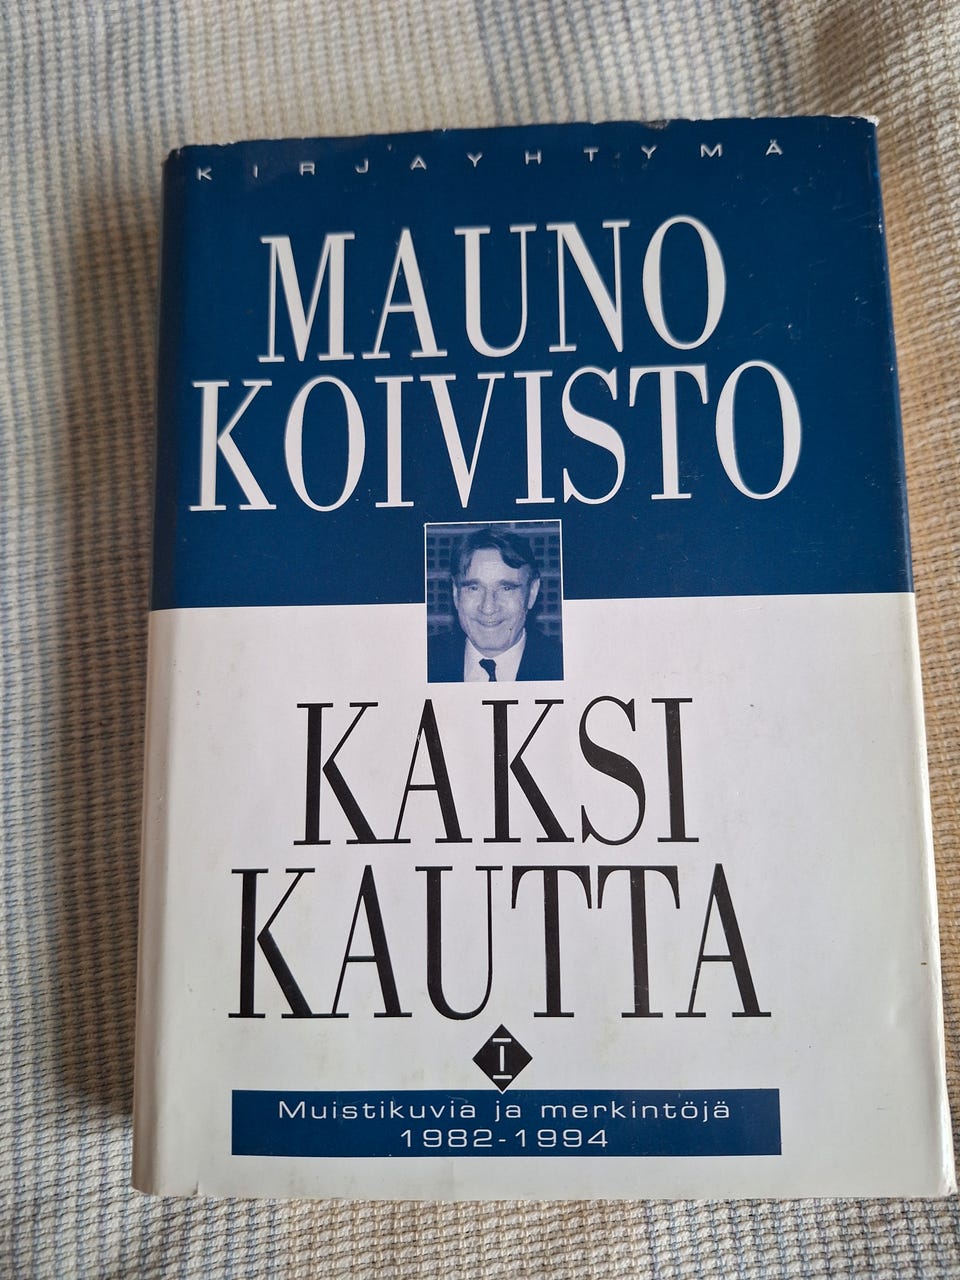 KIRJAYHTYMÄ
MAUNO
KOIVISTO
KAKSI
KAUTTA
I
Muistikuvia ja merkintöjä
1982-1994